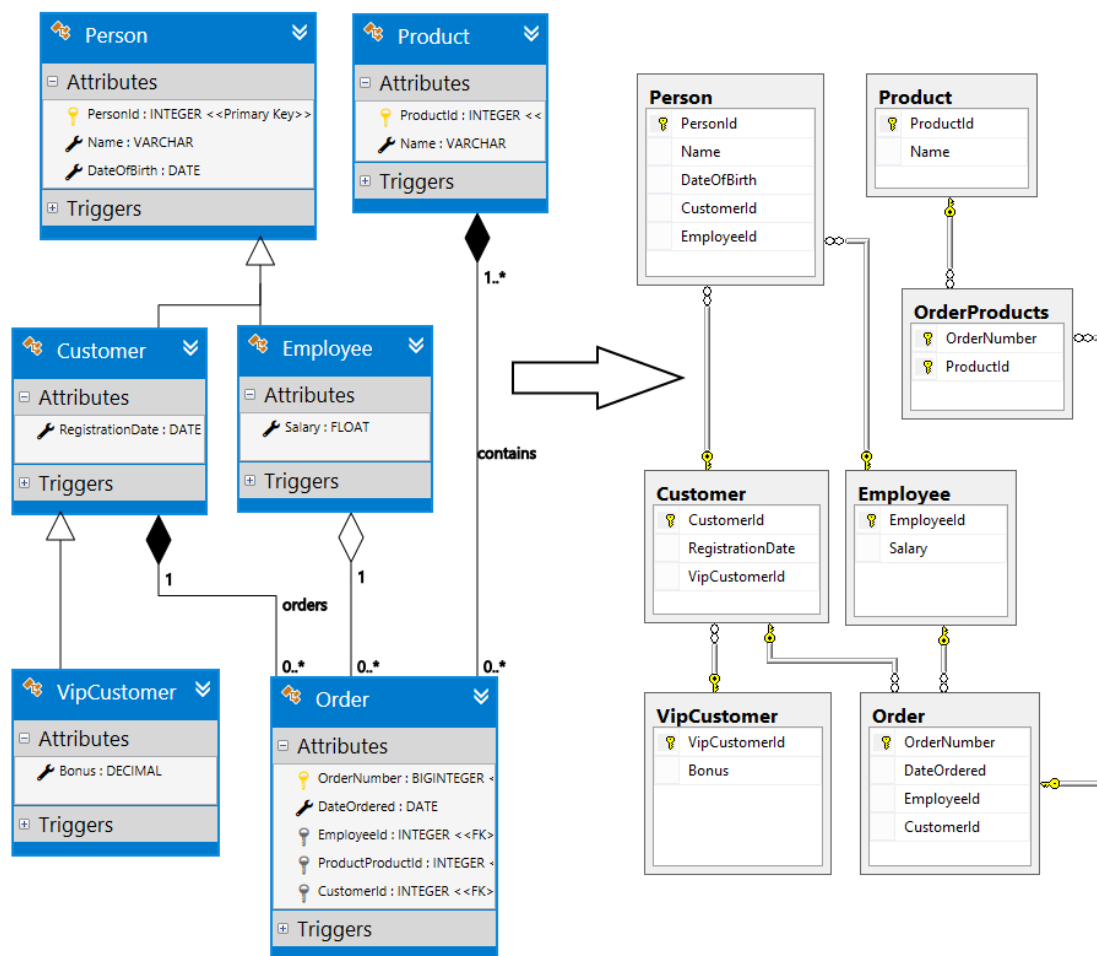 Person
Attributes
PersonId : INTEGER <<Primary Key>>
Name : VARCHAR
DateOfBirth : DATE
Triggers
Product
Attributes
ProductId : INTEGER <<
Name : VARCHAR
Triggers
1..*
Customer
Attributes
RegistrationDate : DATE
Triggers
Employee
Attributes
Salary : FLOAT
Triggers
contains
1
orders
0..*
1
0..*
0..*
VipCustomer
Attributes
Bonus : DECIMAL
Triggers
Order
Attributes
OrderNumber : BIGINTEGER <
DateOrdered : DATE
EmployeeId : INTEGER <<FK>
ProductProductId : INTEGER <
CustomerId : INTEGER <<FK>
Triggers
Person
PersonId
Name
DateOfBirth
CustomerId
EmployeeId
Product
ProductId
Name
OrderProducts
OrderNumber
ProductId
Customer
CustomerId
RegistrationDate
VipCustomerId
Employee
EmployeeId
Salary
VipCustomer
VipCustomerId
Bonus
Order
OrderNumber
DateOrdered
EmployeeId
CustomerId